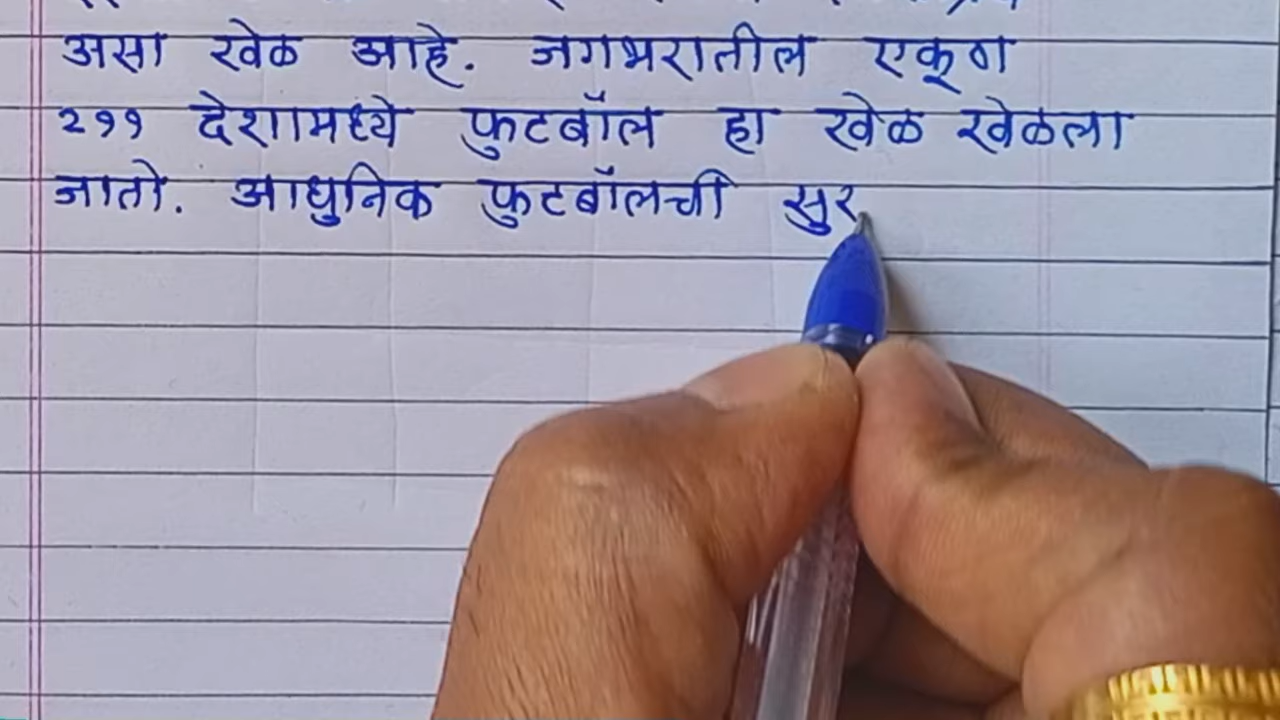 असा खेळ आहे. जगभरातील एकूण
२११ देशामध्ये फुटबॉल हा खेळ खेळला
जातो. आधुनिक फुटबॉलची सुर